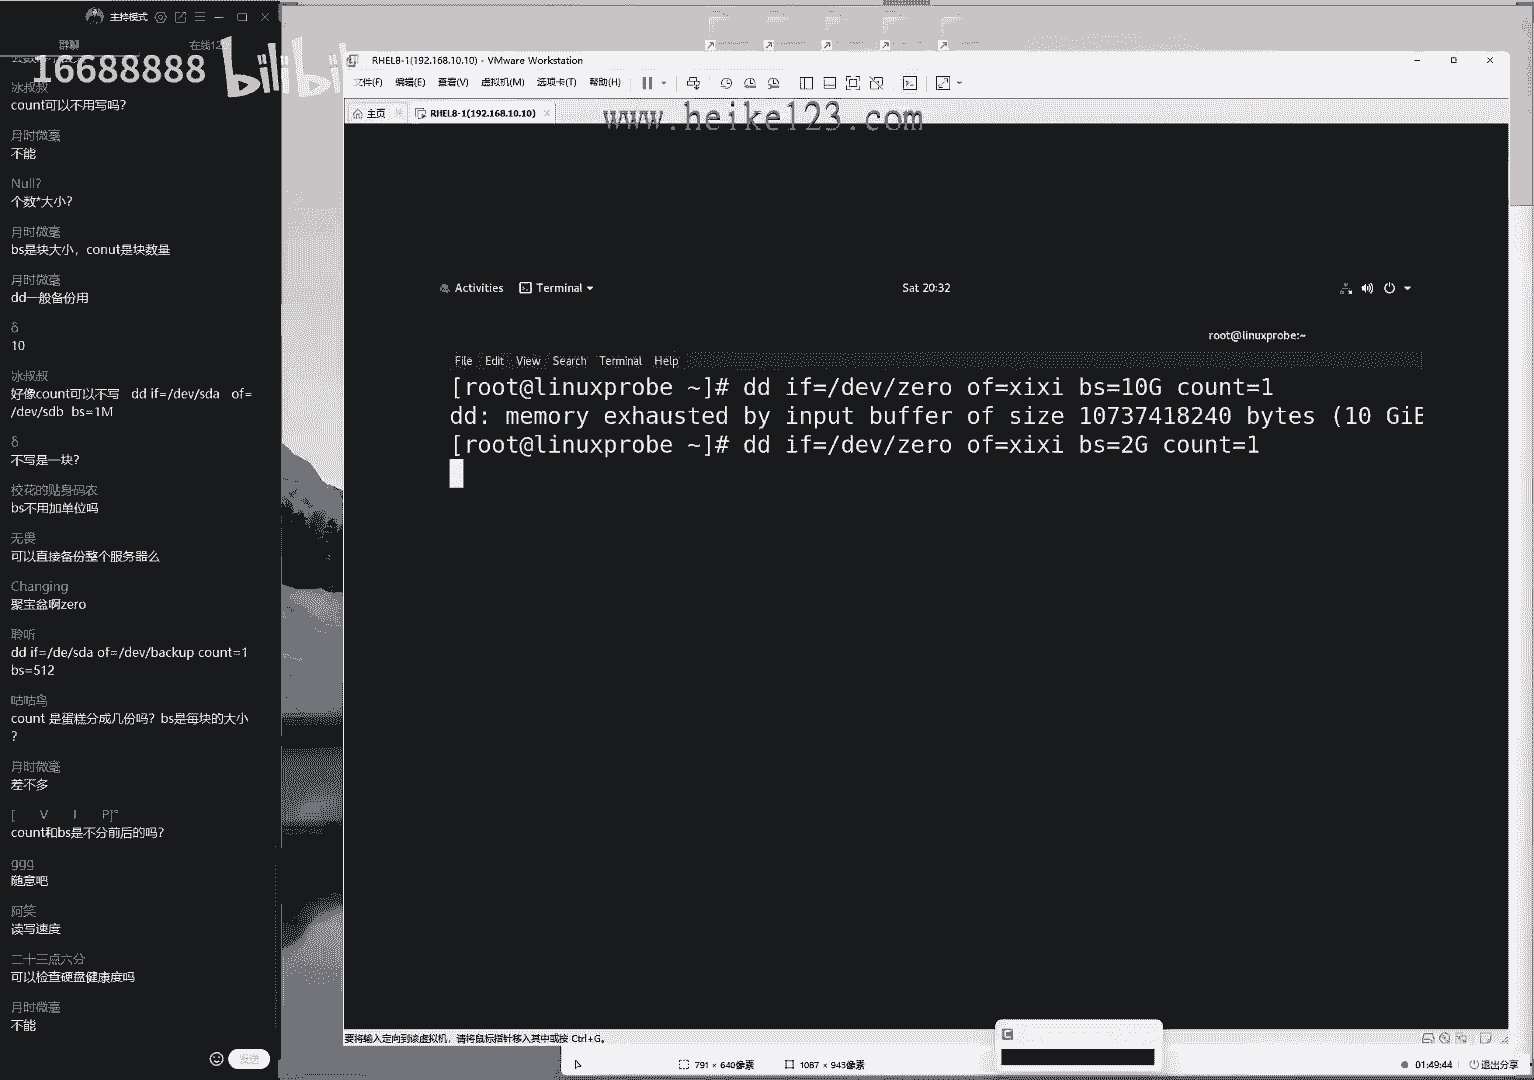 主持模式
群聊
在线12
16688888
bilibili
冰叔叔
count可以不用写吗？
月时微毫
不能
Null?
个数*大小？
月时微毫
bs是块大小，conut是块数量
月时微毫
dd一般备份用
δ
10
冰叔叔
好像count可以不写 dd if=/dev/sda of=
/dev/sdb bs=1M
δ
不写是一块？
校花的贴身码农
bs不用加单位吗
无畏
可以直接备份整个服务器么
Changing
聚宝盆啊zero
聆听
dd if=/de/sda of=/dev/backup count=1
bs=512
咕咕鸟
count 是蛋糕分成几份吗？bs是每块的大小
？
月时微毫
差不多
[ V I P]°
count和bs是不分前后的吗？
ggg
随意吧
阿笑
读写速度
二十三点六分
可以检查硬盘健康度吗
月时微毫
不能
发送
RHEL8-1(192.168.10.10) - VMware Workstation
文件(F) 编辑(E) 查看(V) 虚拟机(M) 选项卡(T) 帮助(H)
主页 RHEL8-1(192.168.10.10)
www.heike123.com
Activities Terminal Sat 20:32
root@linuxprobe:~
File Edit View Search Terminal Help
[root@linuxprobe ~]# dd if=/dev/zero of=xixi bs=10G count=1
dd: memory exhausted by input buffer of size 10737418240 bytes (10 GiB
[root@linuxprobe ~]# dd if=/dev/zero of=xixi bs=2G count=1
要将输入定向到该虚拟机，请将鼠标指针移入其中或按 Ctrl+G。
791 × 640像素 1087 × 943像素 01:49:44 退出分享